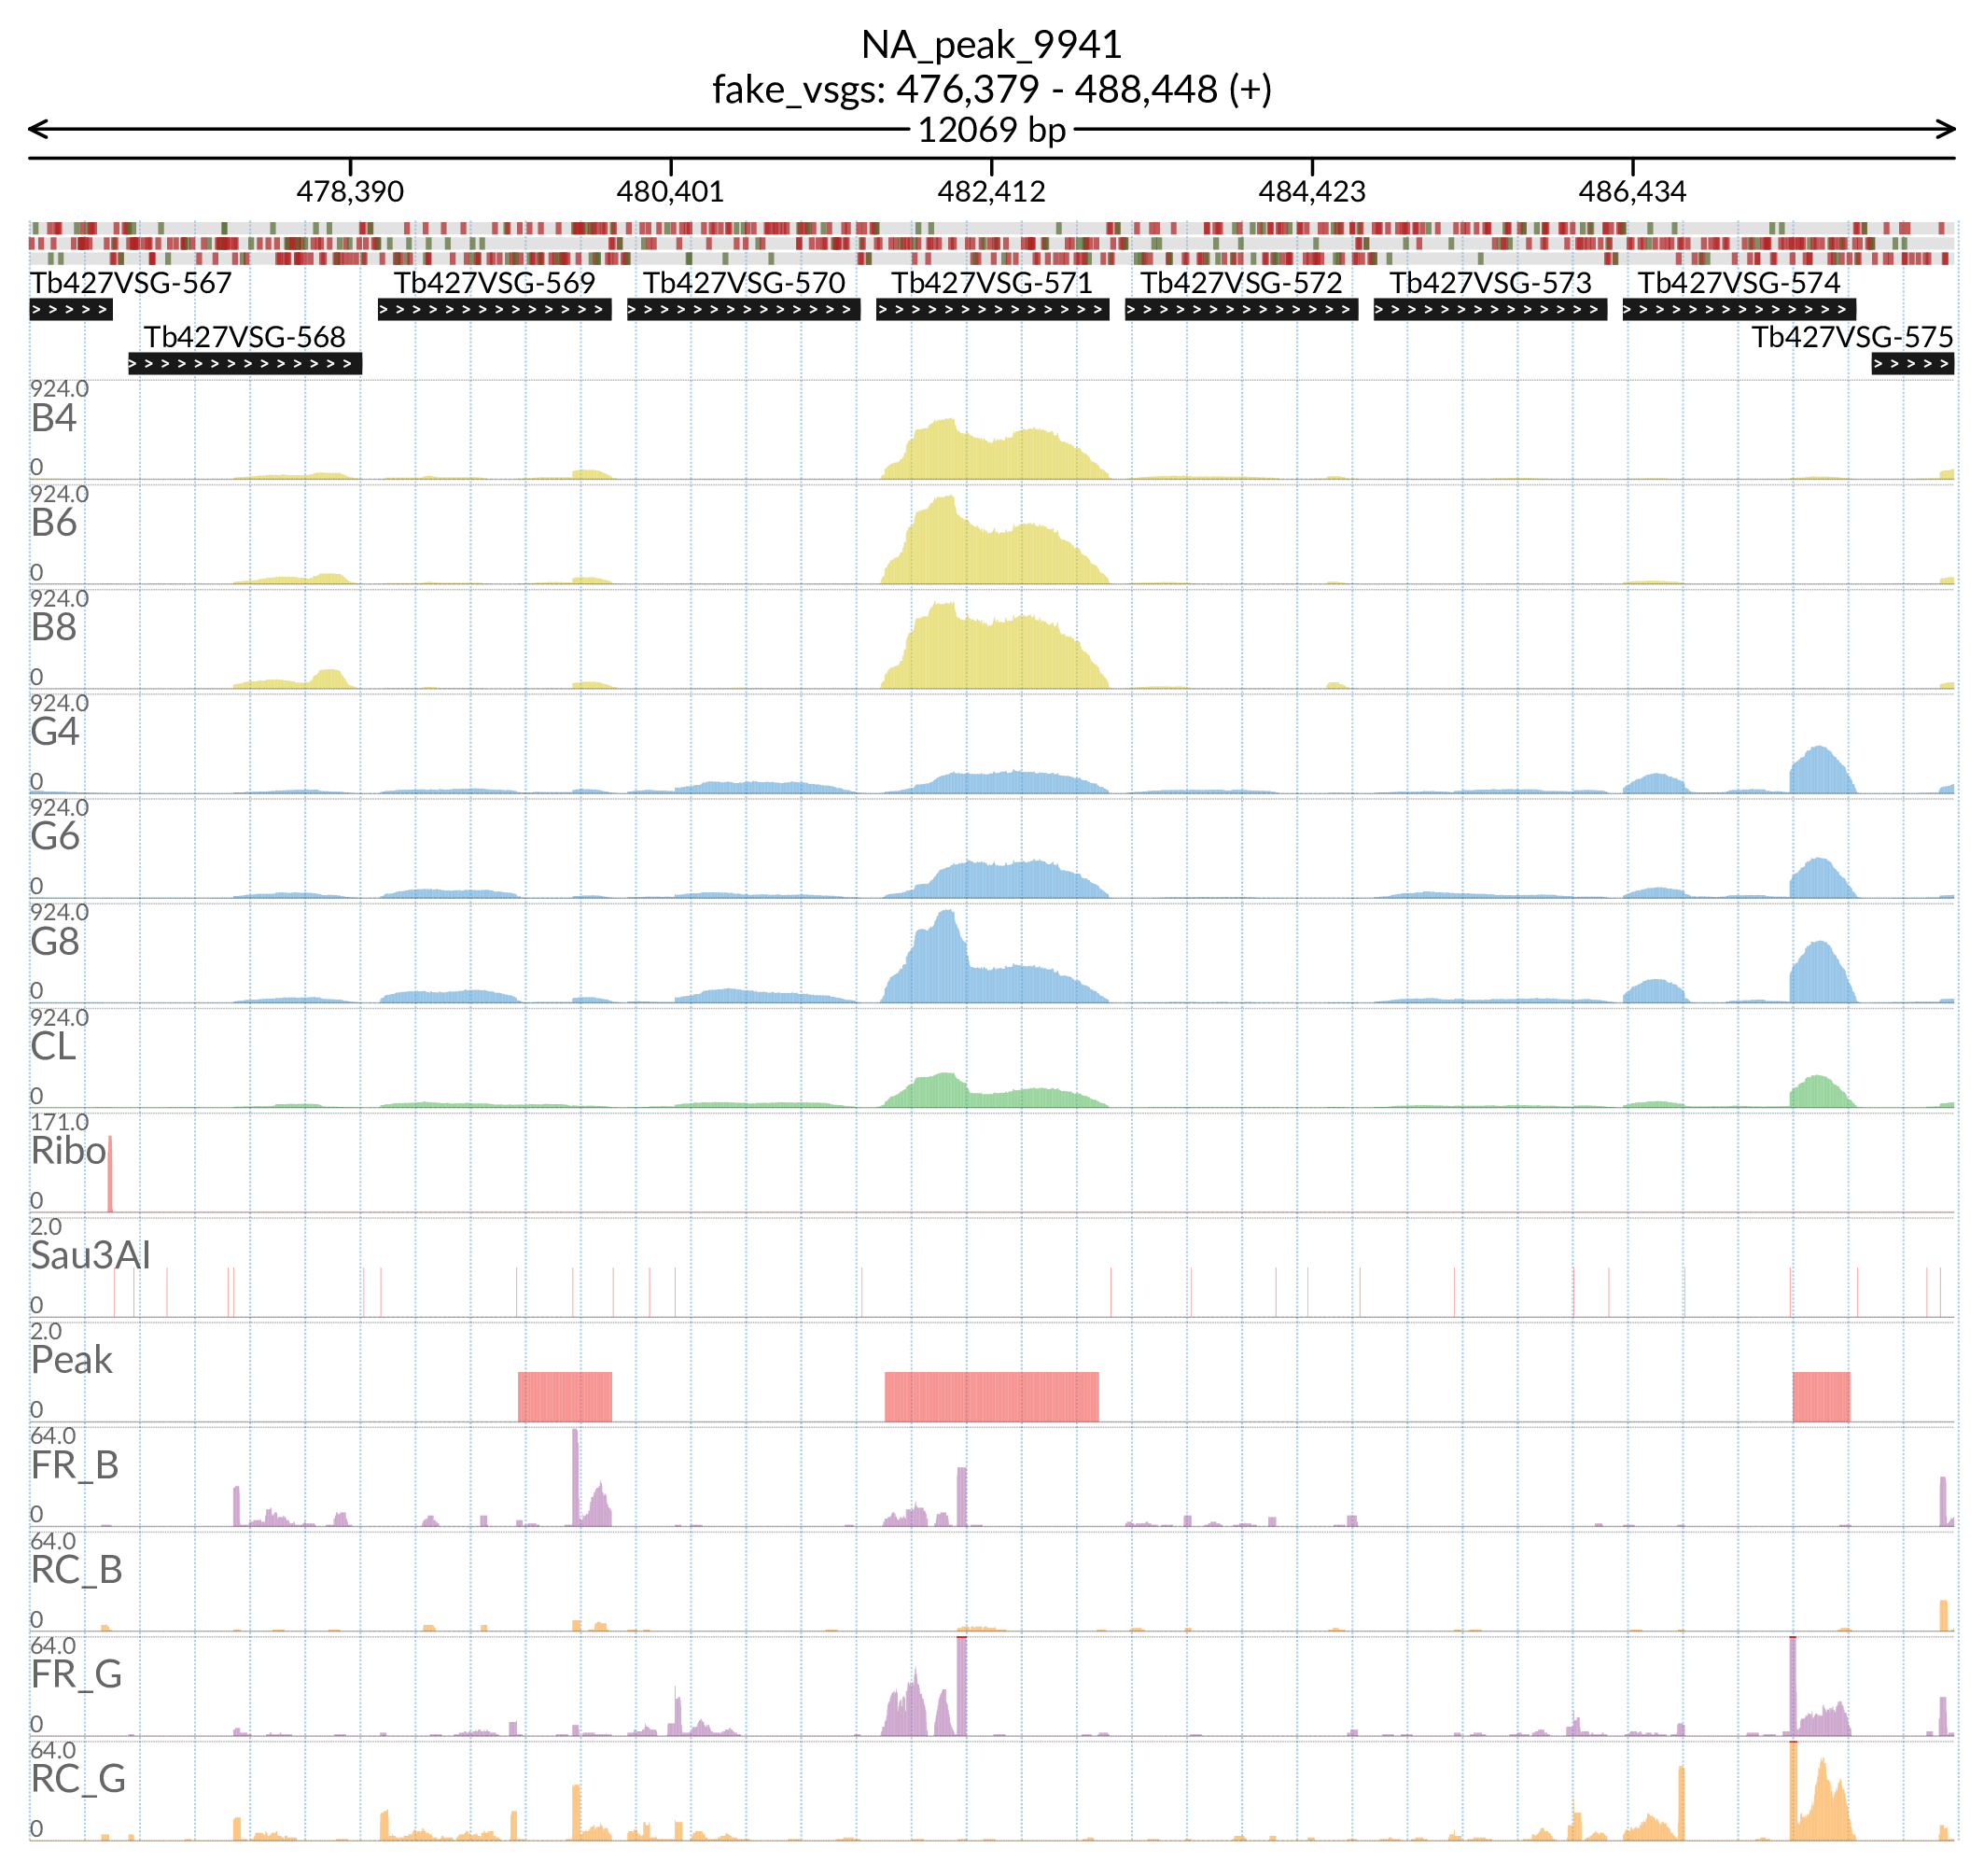 NA_peak_9941
fake_vsgs: 476,379 - 488,448 (+)
12069 bp
478,390 480,401 482,412 484,423 486,434
Tb427VSG-567 Tb427VSG-569 Tb427VSG-570 Tb427VSG-571 Tb427VSG-572 Tb427VSG-573 Tb427VSG-574
Tb427VSG-568 Tb427VSG-575
924.0
B4
0
924.0
B6
0
924.0
B8
0
924.0
G4
0
924.0
G6
0
924.0
G8
0
924.0
CL
0
171.0
Ribo
0
2.0
Sau3AI
0
2.0
Peak
0
64.0
FR_B
0
64.0
RC_B
0
64.0
FR_G
0
64.0
RC_G
0